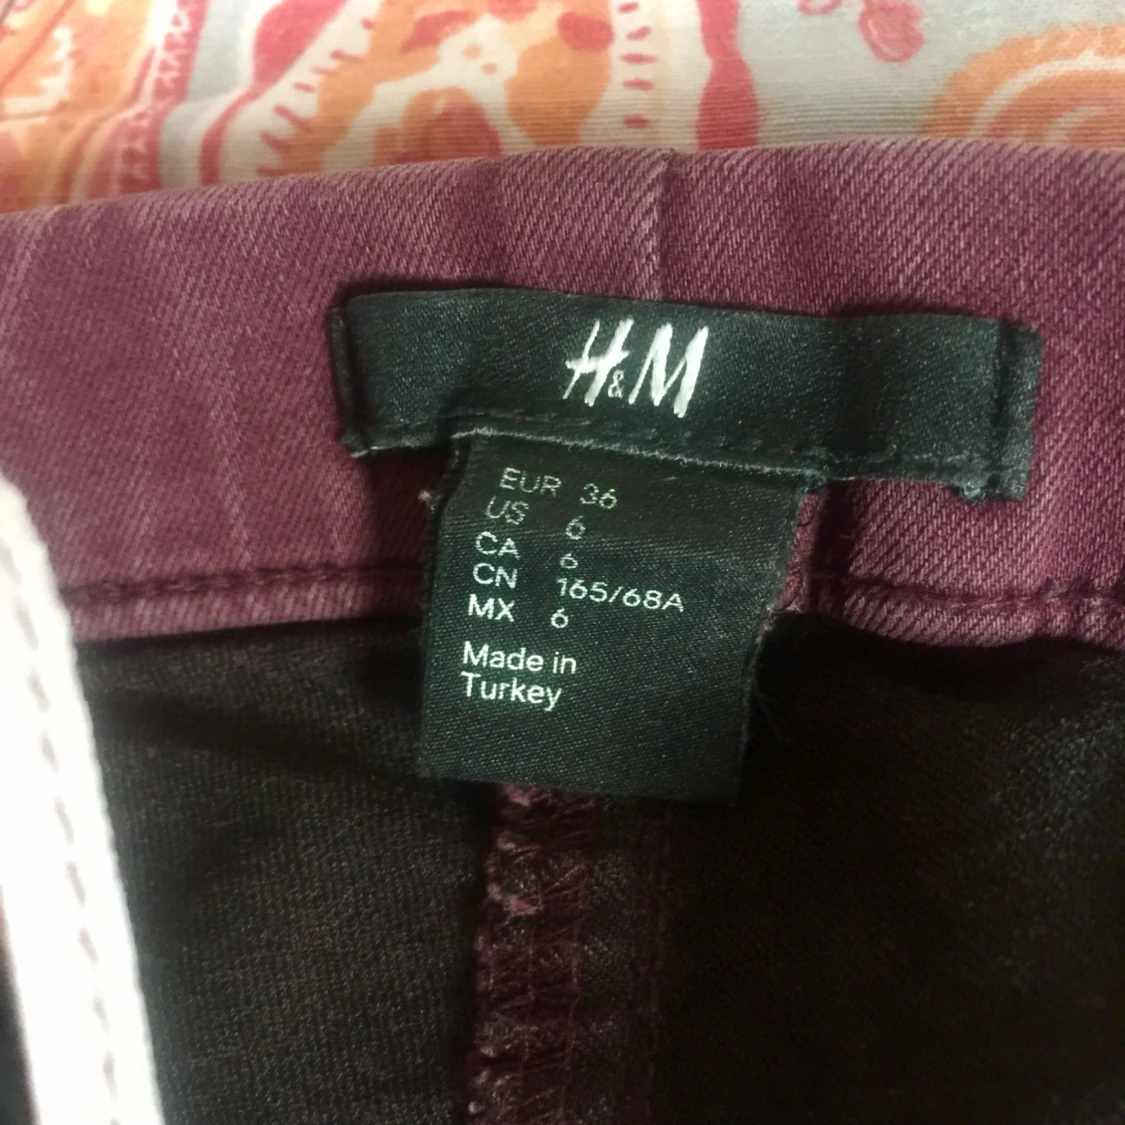 H&M
EUR 36
US 6
CA 6
CN 165/68A
MX 6
Made in
Turkey